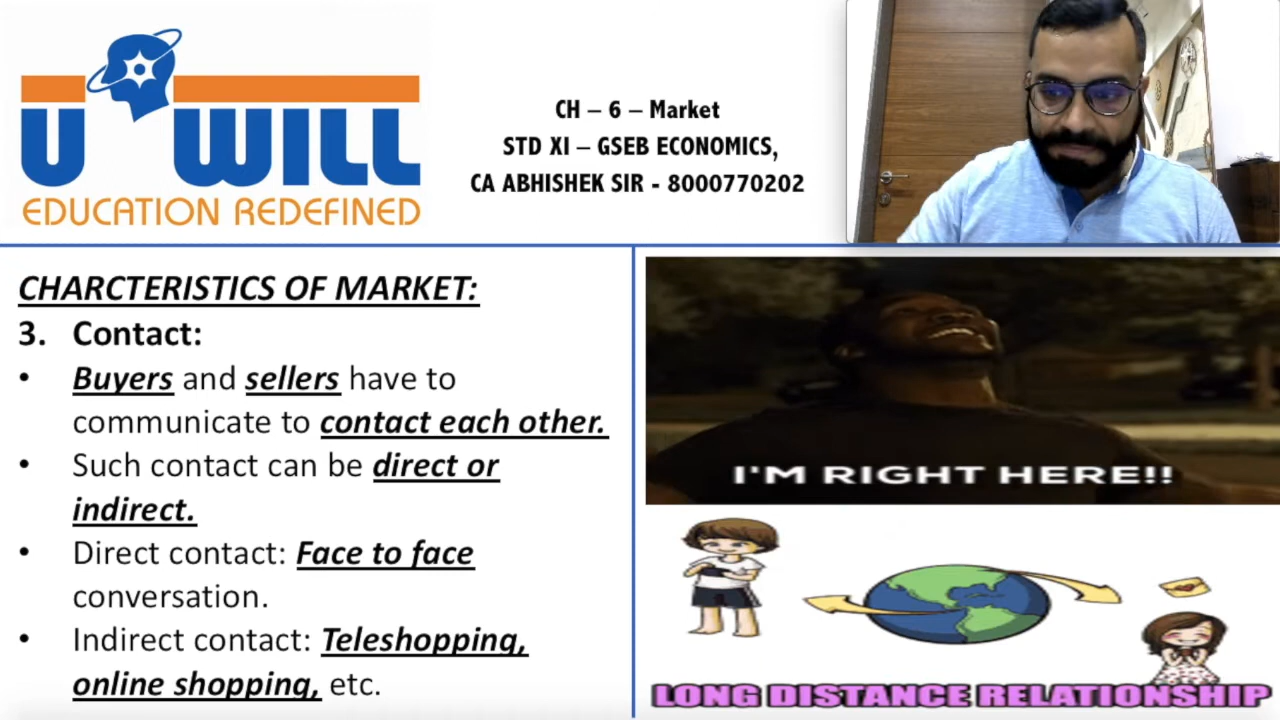 U WILL
EDUCATION REDEFINED
CH – 6 – Market
STD XI – GSEB ECONOMICS,
CA ABHISHEK SIR - 8000770202
CHARCTERISTICS OF MARKET:
3. Contact:
• Buyers and sellers have to
communicate to contact each other.
• Such contact can be direct or
indirect.
• Direct contact: Face to face
conversation.
• Indirect contact: Teleshopping,
online shopping, etc.
I'M RIGHT HERE!!
LONG DISTANCE RELATIONSHIP